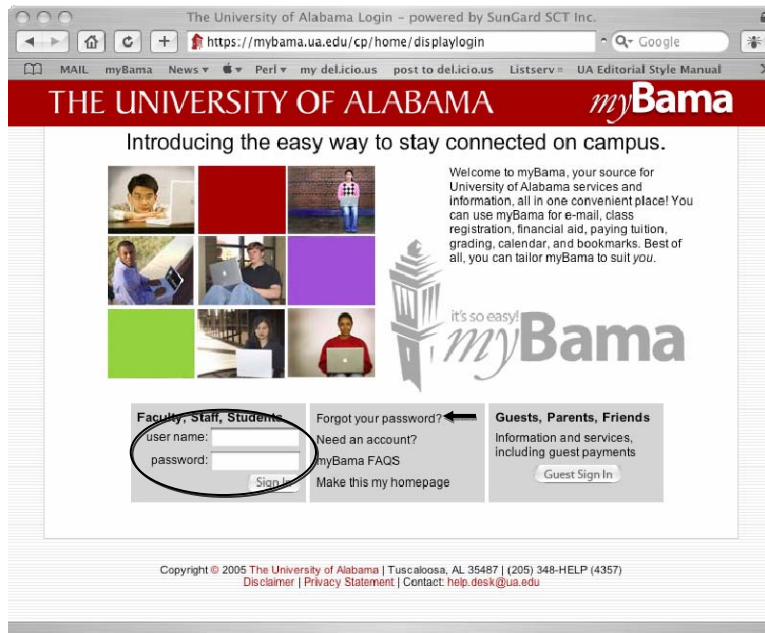 The University of Alabama Login – powered by SunGard SCT Inc.
https://mybama.ua.edu/cp/home/displaylogin
Google
MAIL myBama News Perl my del.icio.us post to del.icio.us Listserv UA Editorial Style Manual
THE UNIVERSITY OF ALABAMA myBama
Introducing the easy way to stay connected on campus.
Welcome to myBama, your source for
University of Alabama services and
information, all in one convenient place! You
can use myBama for e-mail, class
registration, financial aid, paying tuition,
grading, calendar, and bookmarks. Best of
all, you can tailor myBama to suit you.
it's so easy!
myBama
Faculty, Staff, Students
user name:
password:
Sign In
Forgot your password?
Need an account?
myBama FAQS
Make this my homepage
Guests, Parents, Friends
Information and services,
including guest payments
Guest Sign In
Copyright © 2005 The University of Alabama | Tuscaloosa, AL 35487 | (205) 348-HELP (4357)
Disclaimer | Privacy Statement | Contact: help.desk@ua.edu